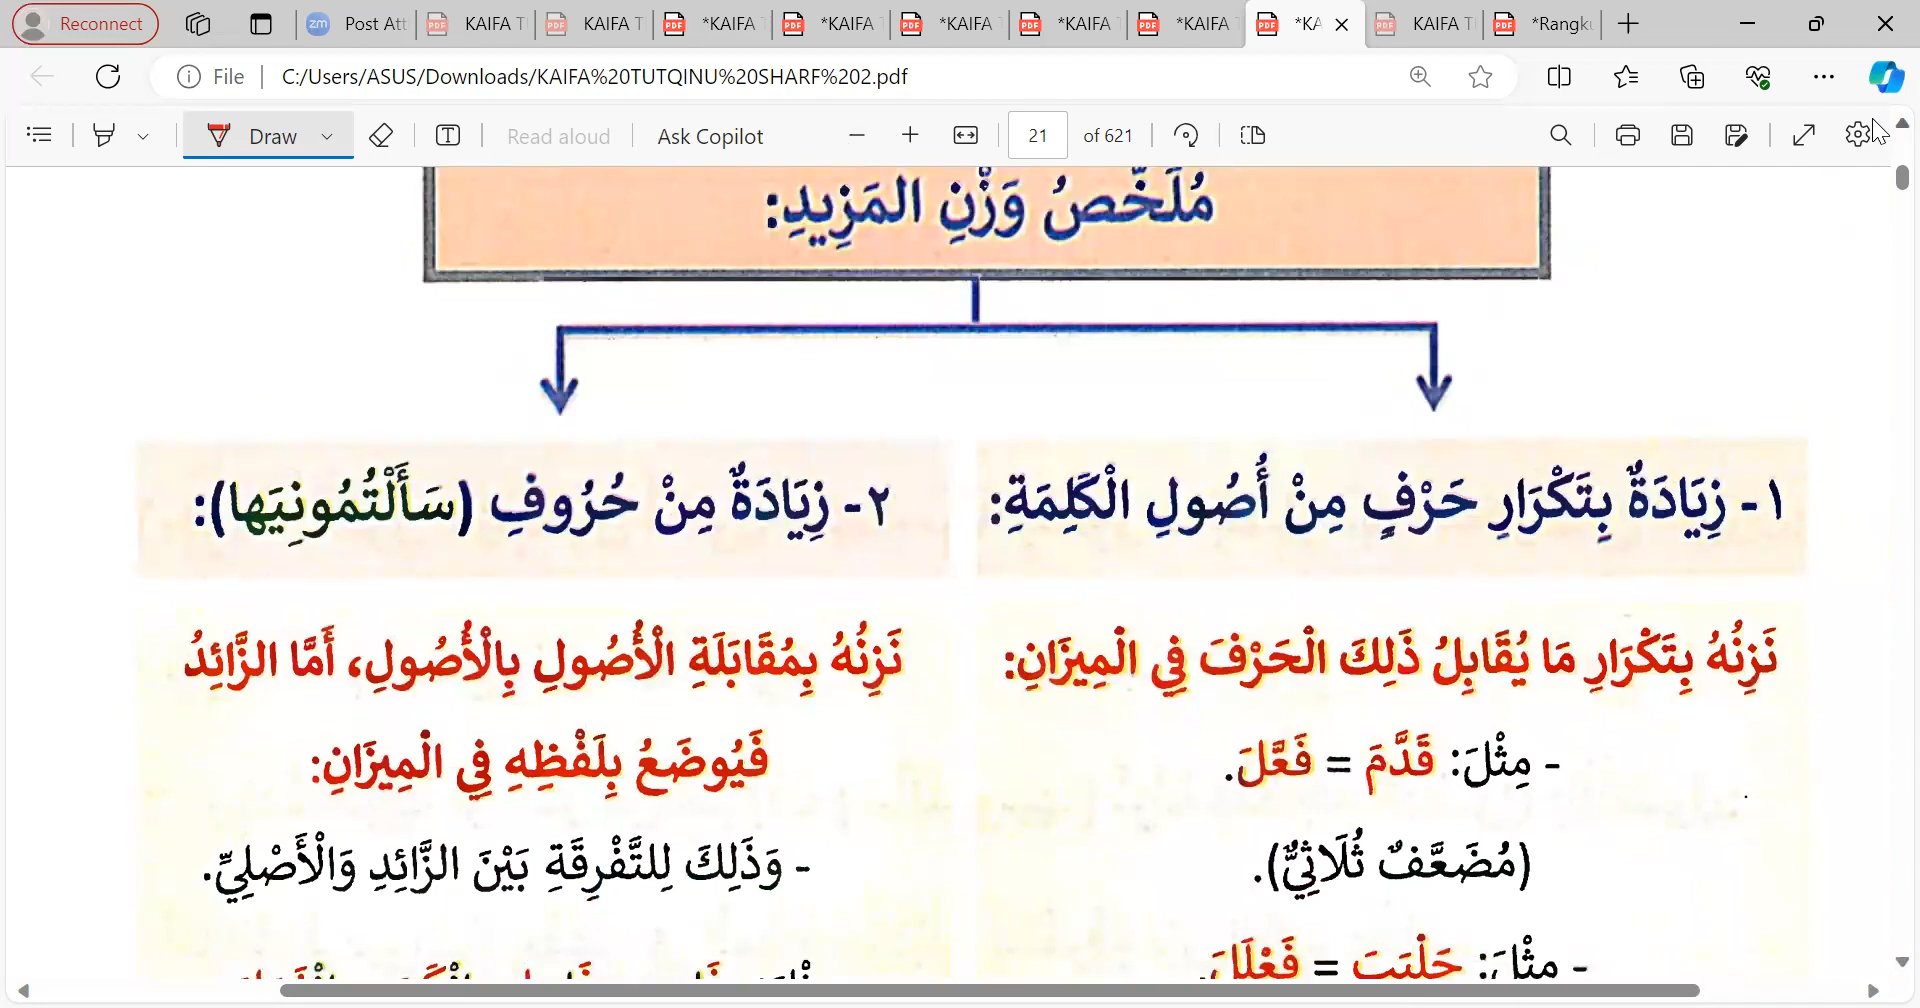 Reconnect
Post Att
KAIFA T
KAIFA T
*KAIFA
*KAIFA
*KAIFA
*KAIFA
*KAIFA
*KA
KAIFA T
*Rangk
File
C:/Users/ASUS/Downloads/KAIFA%20TUTQINU%20SHARF%202.pdf
Draw
Read aloud
Ask Copilot
21 of 621
مُلَخَّصُ وَزْنِ المَزِيدِ:
١- زِيَادَةٌ بِتَكْرَارِ حَرْفٍ مِنْ أُصُولِ الْكَلِمَةِ:
نَزِنُهُ بِتَكْرَارِ مَا يُقَابِلُ ذَلِكَ الْحَرْفَ فِي الْمِيزَانِ:
- مِثْلَ: قَدَّمَ = فَعَّلَ.
(مُضَعَّفٌ ثُلَاثِيٌّ).
- مِثْلَ: جَلْبَبَ = فَعْلَلَ.
٢- زِيَادَةٌ مِنْ حُرُوفِ (سَأَلْتُمُونِيَها):
نَزِنُهُ بِمُقَابَلَةِ الْأُصُولِ بِالْأُصُولِ، أَمَّا الزَّائِدُ
فَيُوضَعُ بِلَفْظِهِ فِي الْمِيزَانِ:
- وَذَلِكَ لِلتَّفْرِقَةِ بَيْنَ الزَّائِدِ وَالْأَصْلِيِّ.